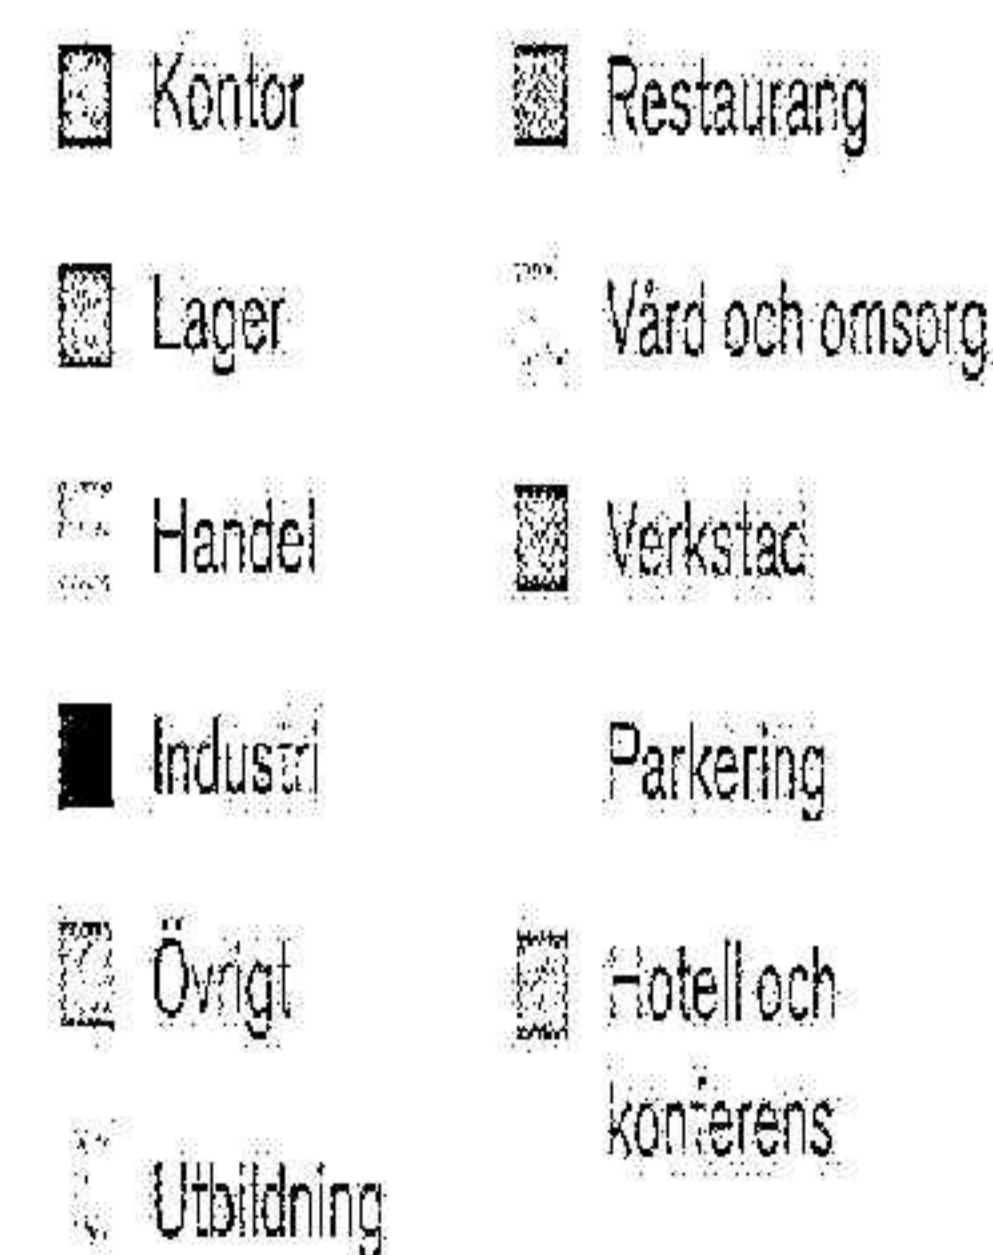 Kontor
Lager
Handel
Industri
Övrigt
Utbildning
Restaurang
Vård och omsorg
Verkstad
Parkering
Hotell och
konferens